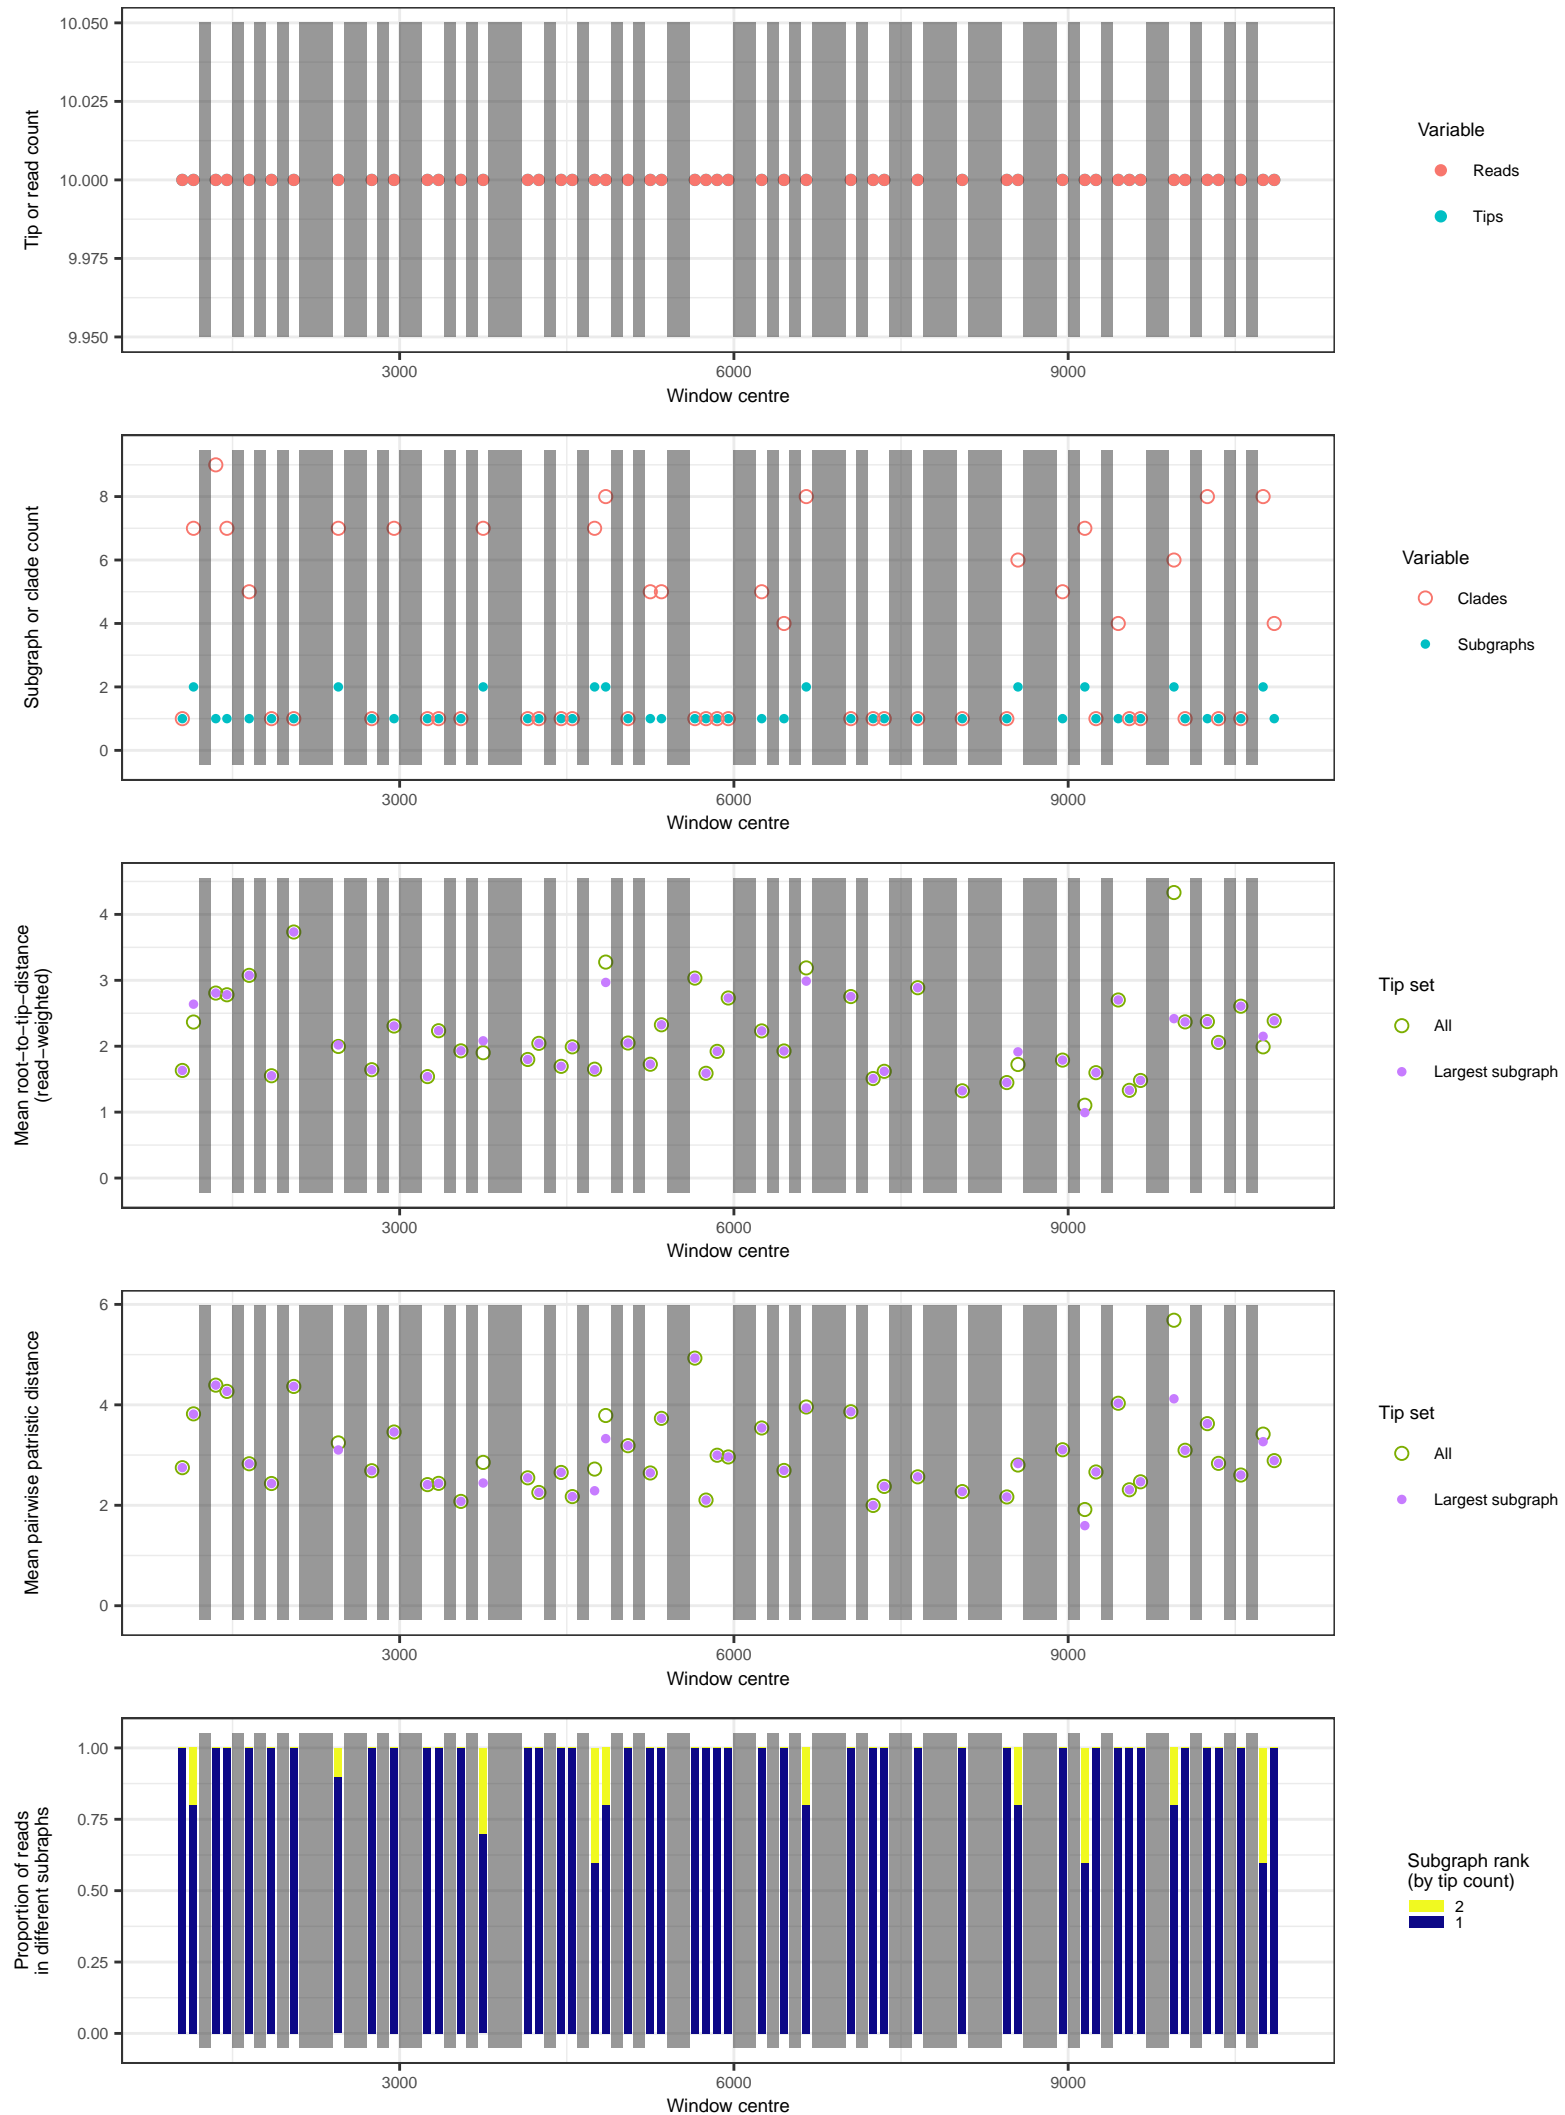 10.050
10.025
10.000
9.975
9.950
Tip or read count
3000
6000
9000
Window centre
Variable
Reads
Tips
8
6
4
2
0
Subgraph or clade count
3000
6000
9000
Window centre
Variable
Clades
Subgraphs
4
3
2
1
0
Mean root−to−tip−distance
(read−weighted)
3000
6000
9000
Window centre
Tip set
All
Largest subgraph
6
4
2
0
Mean pairwise patristic distance
3000
6000
9000
Window centre
Tip set
All
Largest subgraph
1.00
0.75
0.50
0.25
0.00
Proportion of reads
in different subraphs
3000
6000
9000
Window centre
Subgraph rank
(by tip count)
2
1